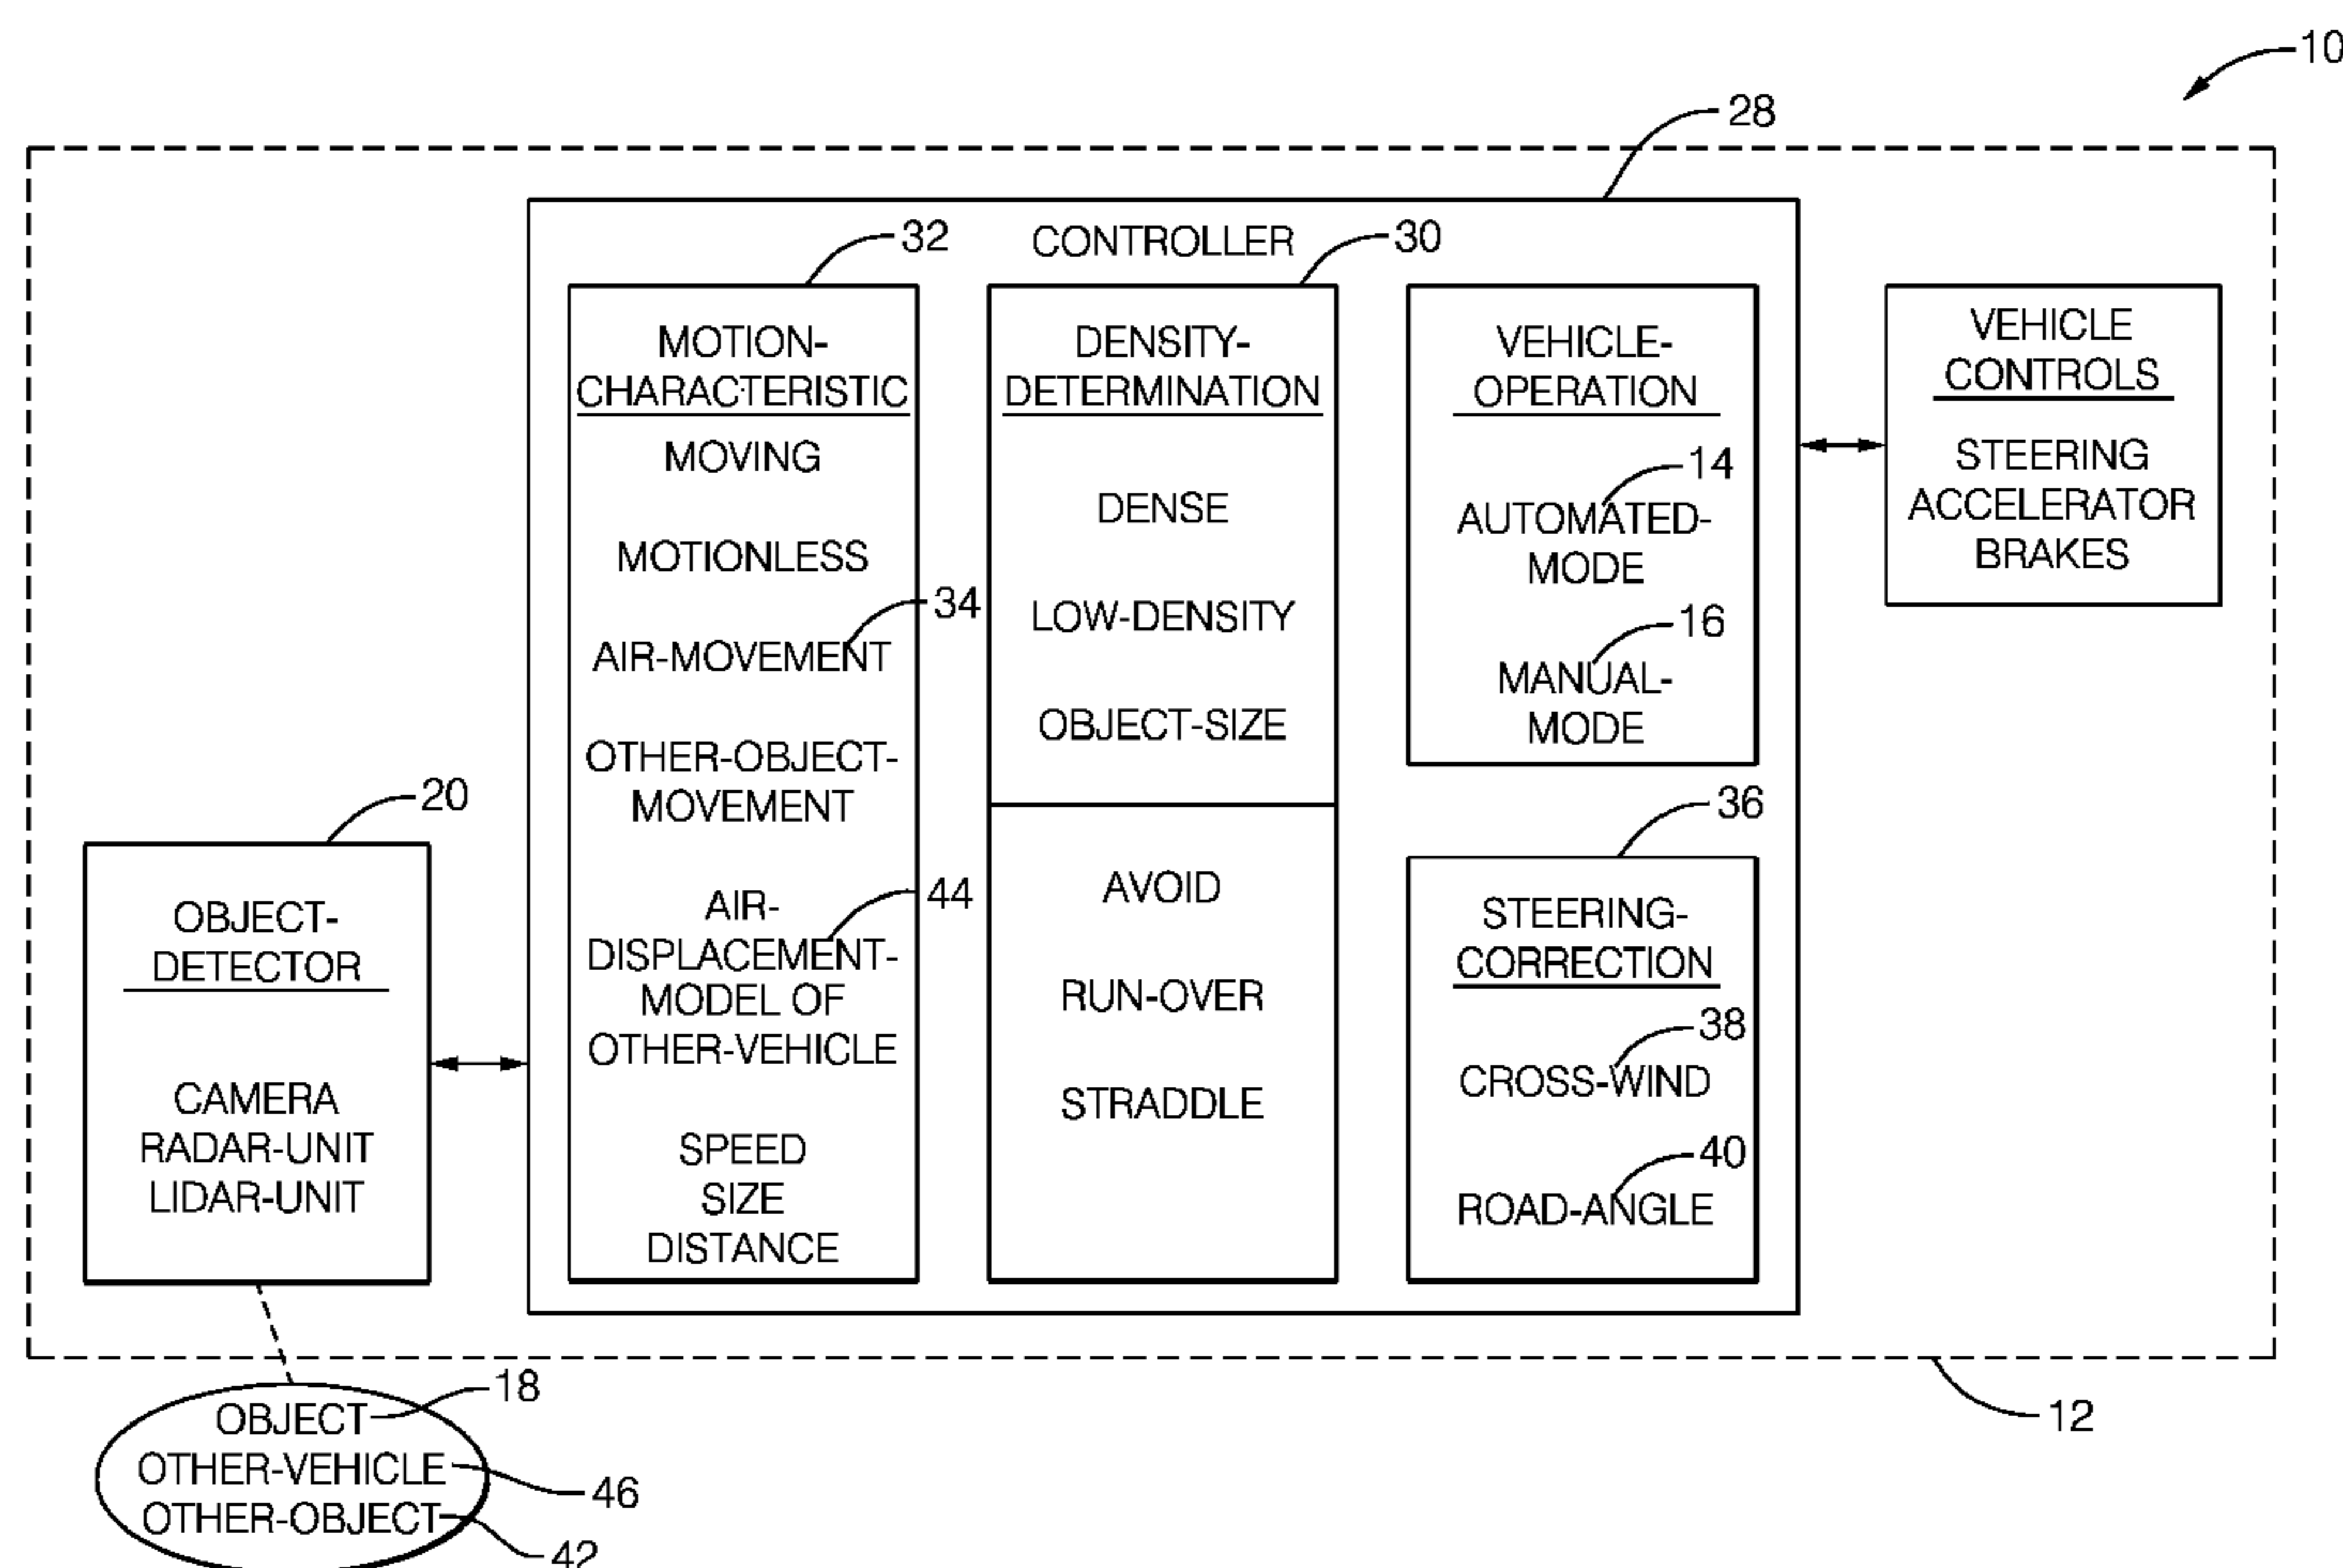 10
28
CONTROLLER
32
MOTION-
CHARACTERISTIC
MOVING
MOTIONLESS
34
AIR-MOVEMENT
OTHER-OBJECT-
MOVEMENT
44
AIR-
DISPLACEMENT-
MODEL OF
OTHER-VEHICLE
SPEED
SIZE
DISTANCE
30
DENSITY-
DETERMINATION
DENSE
LOW-DENSITY
OBJECT-SIZE
AVOID
RUN-OVER
STRADDLE
VEHICLE-
OPERATION
14
AUTOMATED-
MODE
16
MANUAL-
MODE
36
STEERING-
CORRECTION
38
CROSS-WIND
40
ROAD-ANGLE
VEHICLE
CONTROLS
STEERING
ACCELERATOR
BRAKES
20
OBJECT-
DETECTOR
CAMERA
RADAR-UNIT
LIDAR-UNIT
12
OBJECT 18
OTHER-VEHICLE 46
OTHER-OBJECT 42